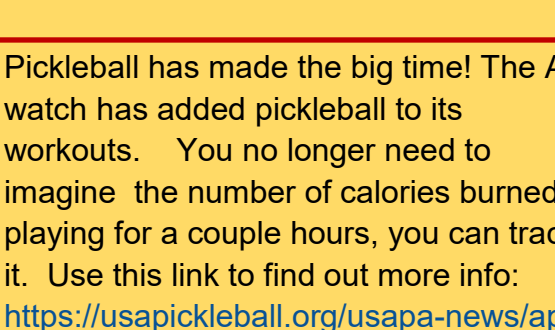 Pickleball has made the big time! The A
watch has added pickleball to its
workouts.    You no longer need to
imagine  the number of calories burned
playing for a couple hours, you can trac
it.  Use this link to find out more info:
https://usapickleball.org/usapa-news/ap